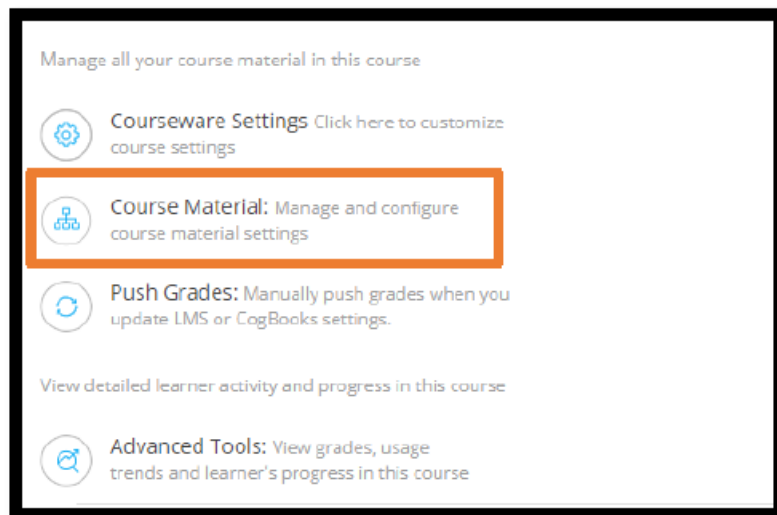 Manage all your course material in this course
Courseware Settings Click here to customize
course settings
Course Material: Manage and configure
course material settings
Push Grades: Manually push grades when you
update LMS or CogBooks settings.
View detailed learner activity and progress in this course
Advanced Tools: View grades, usage
trends and learner's progress in this course